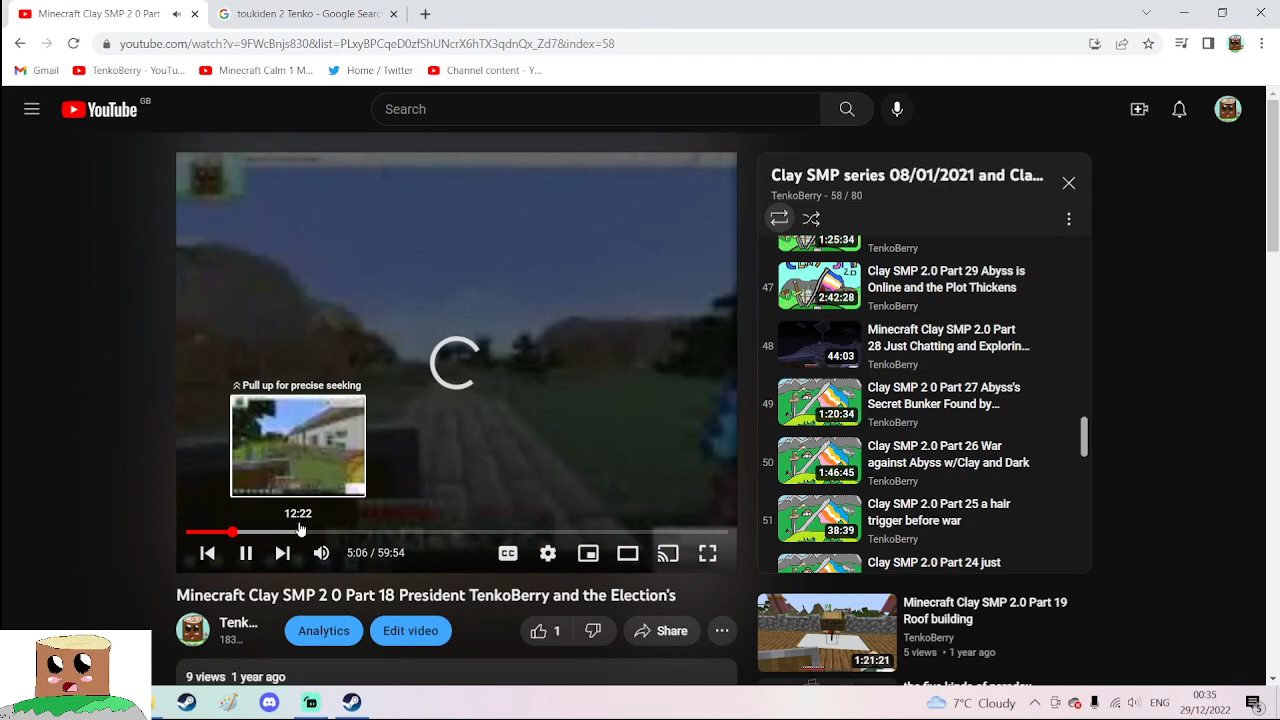 Minecraft Clay SMP 2.0 Part
toukiden 2 Tenko - Google Searc
youtube.com/watch?v=9FWcBnjs830&list=PLxyBPCqeD0zfShUNcrX6H7X3qdnQx_Zd7&index=58
Gmail
TenkoBerry - YouTu...
Minecraft Calm 1 M...
Home / Twitter
Channel content - Y...
YouTube GB
Search
Clay SMP series 08/01/2021 and Cla...
TenkoBerry - 58 / 80
1:25:34
TenkoBerry
47
Clay SMP 2.0 Part 29 Abyss is
Online and the Plot Thickens
2:42:28
TenkoBerry
48
Minecraft Clay SMP 2.0 Part
28 Just Chatting and Explorin...
44:03
TenkoBerry
49
Clay SMP 2.0 Part 27 Abyss's
Secret Bunker Found by...
1:20:34
TenkoBerry
50
Clay SMP 2.0 Part 26 War
against Abyss w/Clay and Dark
1:46:45
TenkoBerry
51
Clay SMP 2.0 Part 25 a hair
trigger before war
38:39
TenkoBerry
Clay SMP 2.0 Part 24 just
Pull up for precise seeking
12:22
5:06 / 59:54
CC
Minecraft Clay SMP 2 0 Part 18 President TenkoBerry and the Election's
Tenk...
183...
Analytics
Edit video
1
Share
9 views 1 year ago
Minecraft Clay SMP 2.0 Part 19
Roof building
TenkoBerry
5 views • 1 year ago
1:21:21
7°C Cloudy
ENG
00:35
29/12/2022
5